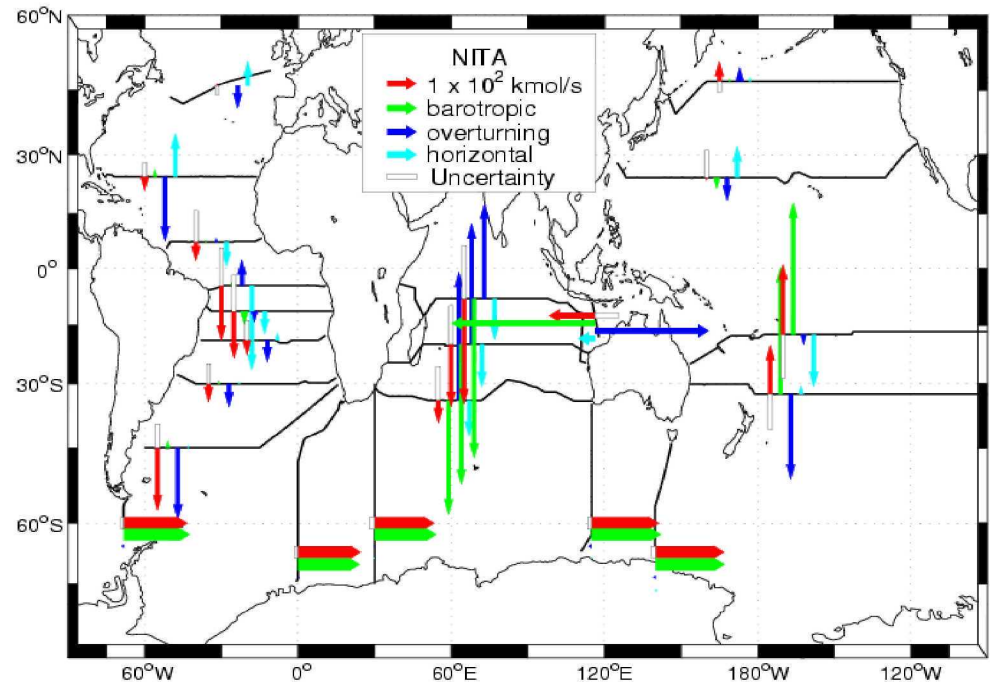 60°N
NITA
1 x 10² kmol/s
barotropic
overturning
horizontal
Uncertainty
30°N
0°
30°S
60°S
60°W 0° 60°E 120°E 180°W 120°W